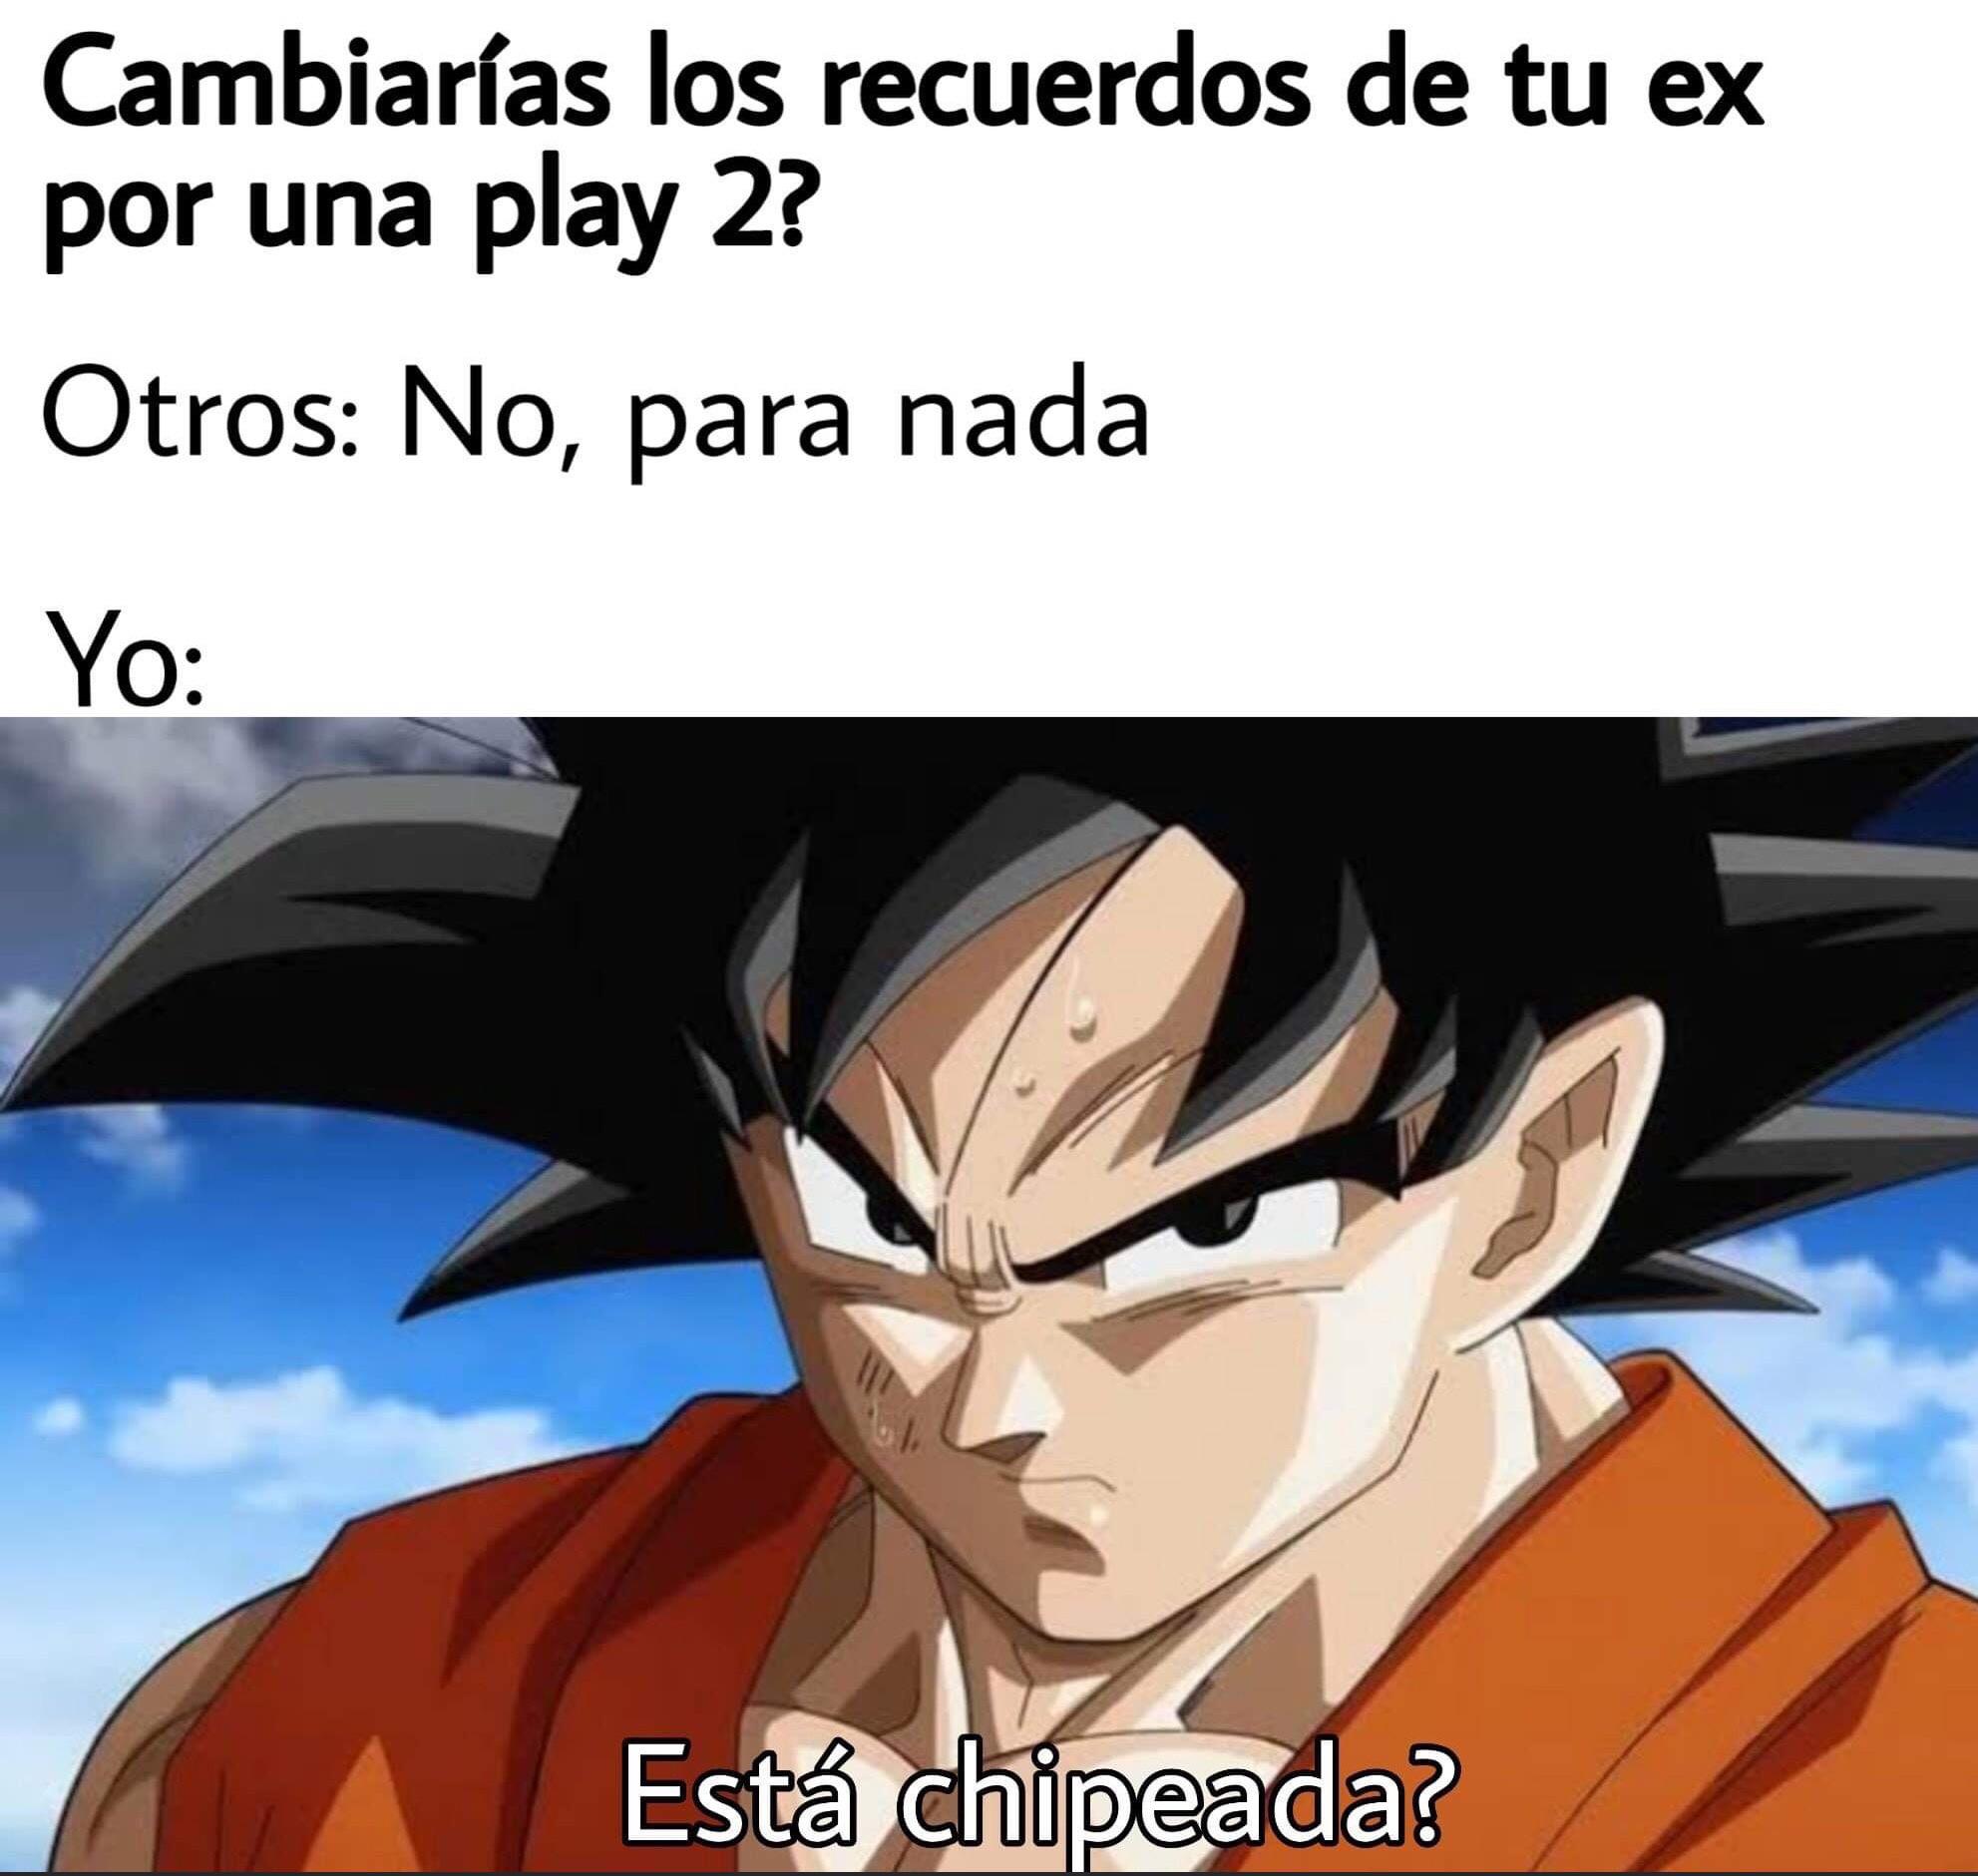 Cambiarías los recuerdos de tu ex
por una play 2?
Otros: No, para nada
Yo:
Está chipeada?